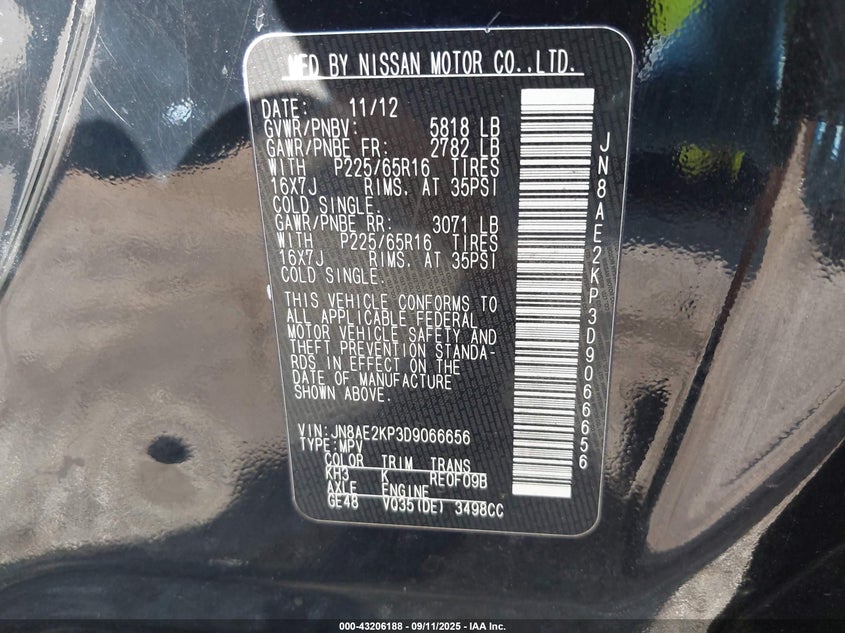 MFD BY NISSAN MOTOR CO.,LTD.
DATE: 11/12
GVWR/PNBV: 5818 LB
GAWR/PNBE FR: 2782 LB
WITH P225/65R16 TIRES
16X7J RIMS, AT 35PSI
COLD SINGLE.
GAWR/PNBE RR: 3071 LB
WITH P225/65R16 TIRES
16X7J RIMS, AT 35PSI
COLD SINGLE.
THIS VEHICLE CONFORMS TO
ALL APPLICABLE FEDERAL
MOTOR VEHICLE SAFETY AND
THEFT PREVENTION STANDA-
RDS IN EFFECT ON THE
DATE OF MANUFACTURE
SHOWN ABOVE.
VIN:JN8AE2KP3D9066656
TYPE:MPV
COLOR TRIM TRANS
KH3 K RE0F09B
AXLE ENGINE
GE48 VQ35(DE) 3498CC
JN8AE2KP3D9066656
000-43206188 - 09/11/2025 - IAA Inc.